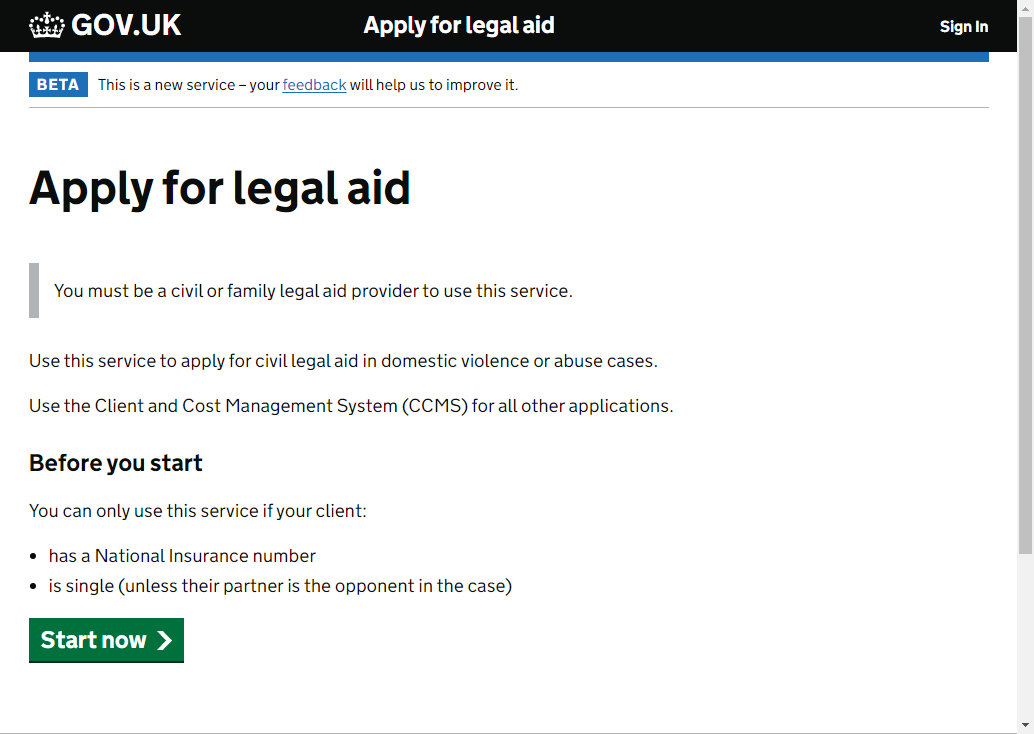 GOV.UK Apply for legal aid Sign In
BETA This is a new service – your feedback will help us to improve it.
Apply for legal aid
You must be a civil or family legal aid provider to use this service.
Use this service to apply for civil legal aid in domestic violence or abuse cases.
Use the Client and Cost Management System (CCMS) for all other applications.
Before you start
You can only use this service if your client:
• has a National Insurance number
• is single (unless their partner is the opponent in the case)
Start now